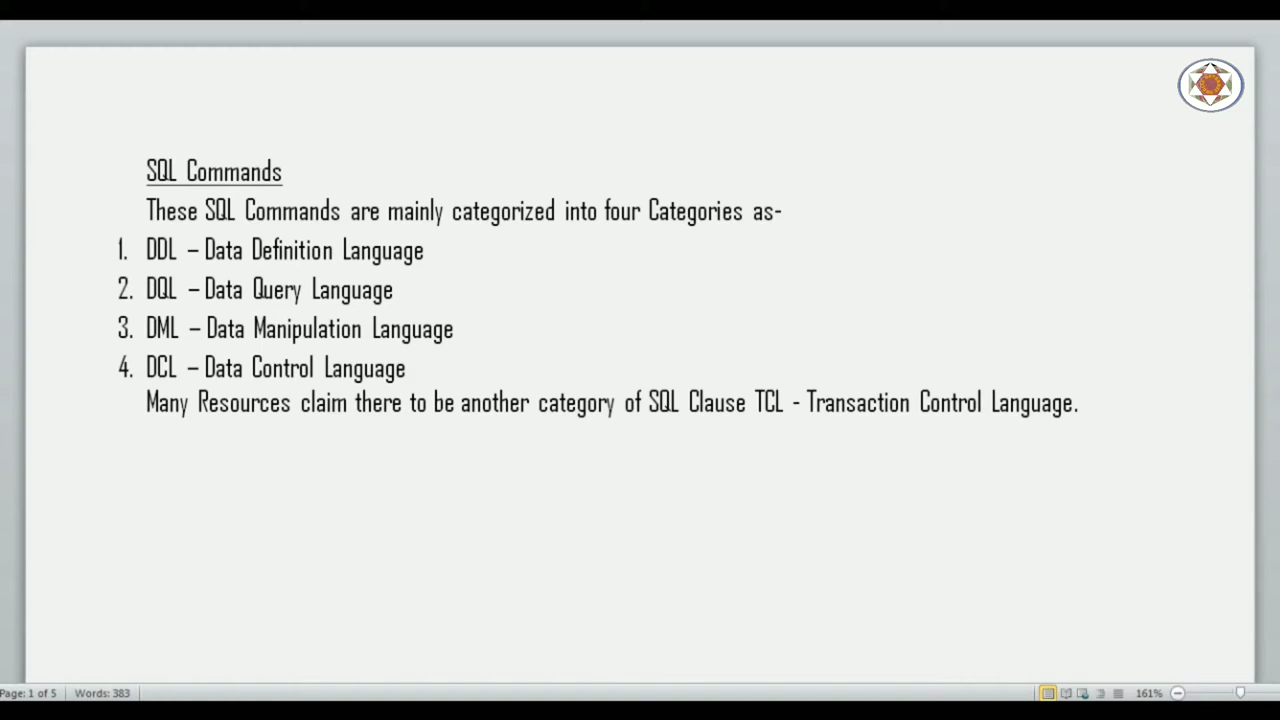 SQL Commands
These SQL Commands are mainly categorized into four Categories as-
1. DDL – Data Definition Language
2. DQL – Data Query Language
3. DML – Data Manipulation Language
4. DCL – Data Control Language
Many Resources claim there to be another category of SQL Clause TCL - Transaction Control Language.
Page: 1 of 5 Words: 383 161%